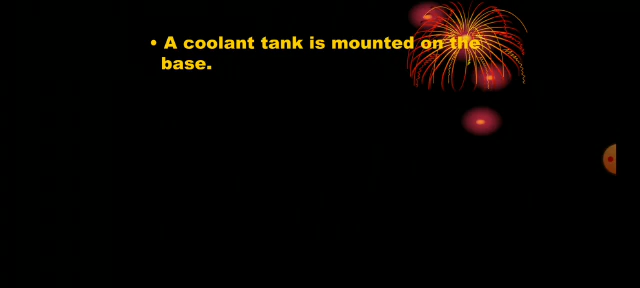 • A coolant tank is mounted on the
base.